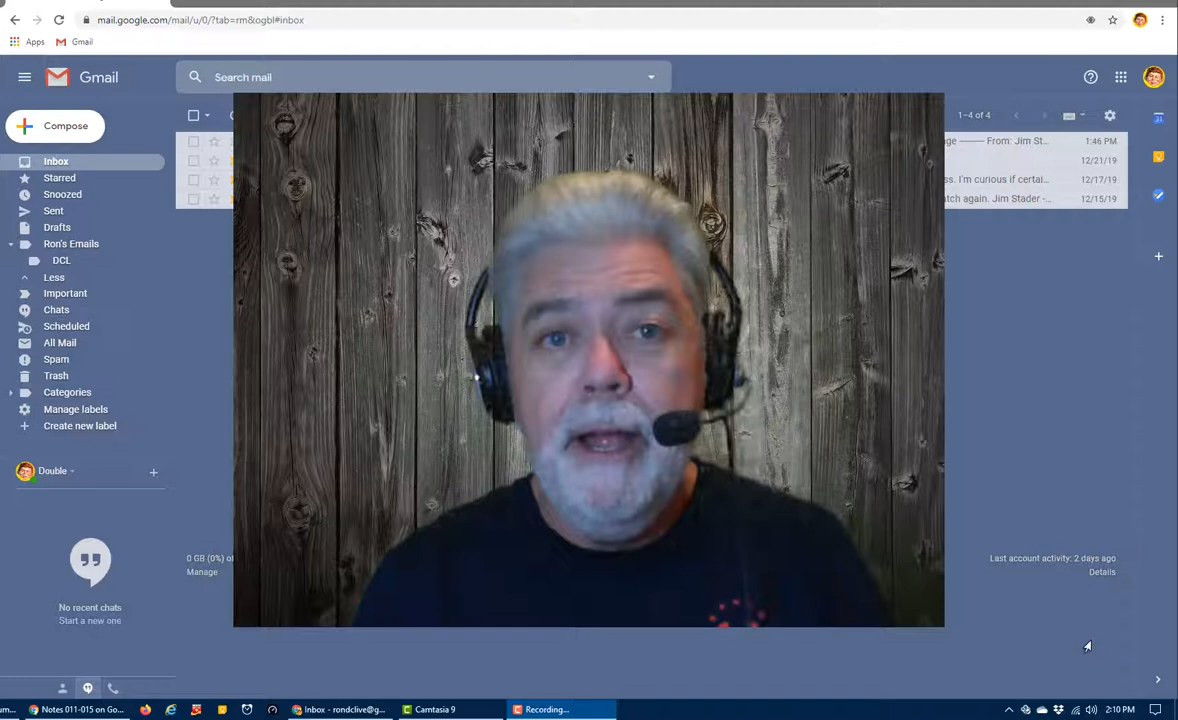 mail.google.com/mail/u/0/?tab=rm&ogbl#inbox
Apps
Gmail
Gmail
Search mail
Compose
1–4 of 4
Inbox
Starred
Snoozed
Sent
Drafts
Ron's Emails
DCL
Less
Important
Chats
Scheduled
All Mail
Spam
Trash
Categories
Manage labels
Create new label
Double
No recent chats
Start a new one
ge ——— From: Jim St...
1:46 PM
12/21/19
ss. I'm curious if certai...
12/17/19
atch again. Jim Stader -...
12/15/19
0 GB (0%) of
Manage
Last account activity: 2 days ago
Details
um...
Notes 011-015 on Go...
Inbox - rondclive@g...
Camtasia 9
Recording...
2:10 PM